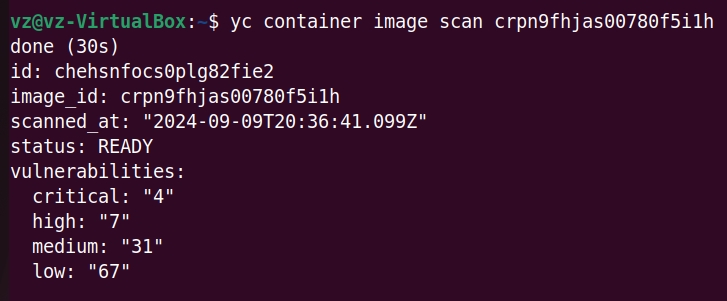 vz@vz-VirtualBox:~$ yc container image scan crpn9fhjas00780f5i1h
done (30s)
id: chehsnfocs0plg82fie2
image_id: crpn9fhjas00780f5i1h
scanned_at: "2024-09-09T20:36:41.099Z"
status: READY
vulnerabilities:
  critical: "4"
  high: "7"
  medium: "31"
  low: "67"